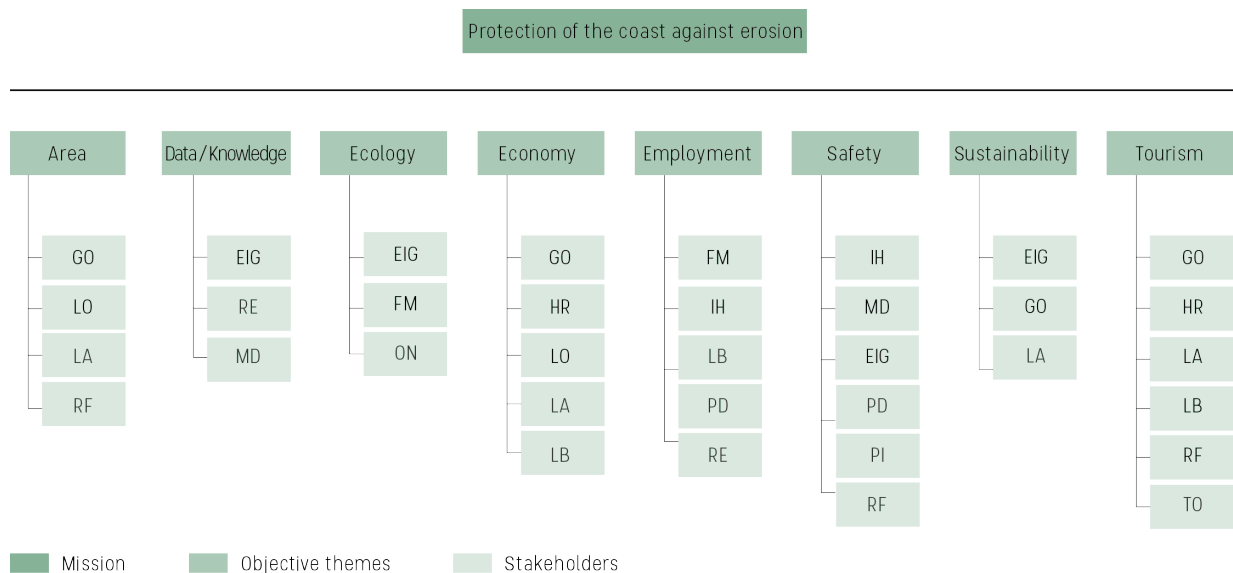 Protection of the coast against erosion
Area
GO
LO
LA
RF
Data/Knowledge
EIG
RE
MD
Ecology
EIG
FM
ON
Economy
GO
HR
LO
LA
LB
Employment
FM
IH
LB
PD
RE
Safety
IH
MD
EIG
PD
PI
RF
Sustainability
EIG
GO
LA
Tourism
GO
HR
LA
LB
RF
TO
Mission
Objective themes
Stakeholders